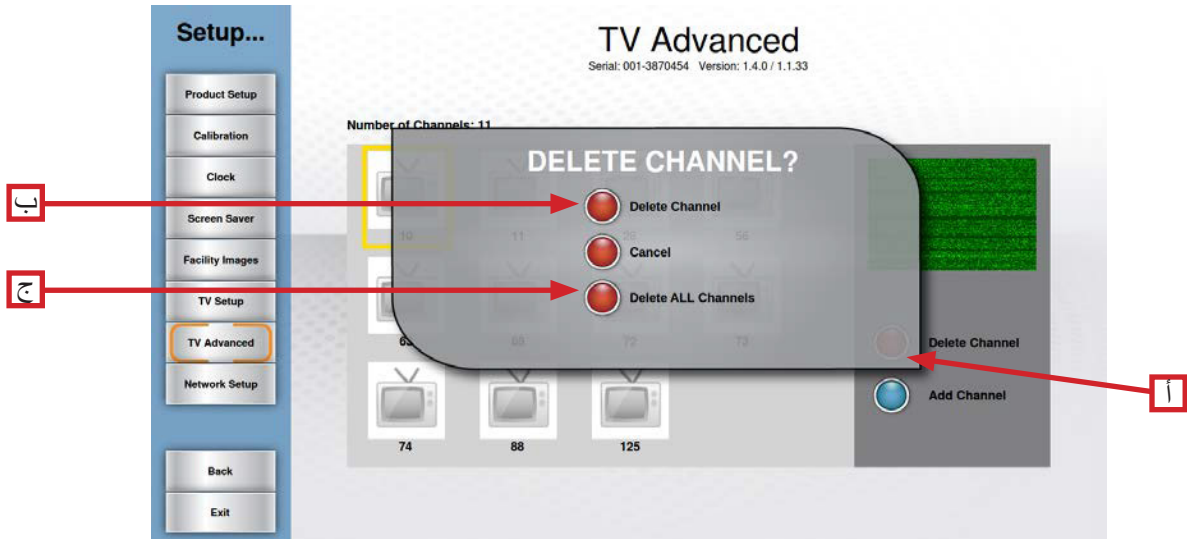 Setup...
Product Setup
Calibration
Clock
Screen Saver
Facility Images
TV Setup
TV Advanced
Network Setup
Back
Exit
TV Advanced
Serial: 001-3870454 Version: 1.4.0 / 1.1.33
Number of Channels: 11
DELETE CHANNEL?
Delete Channel
Cancel
Delete ALL Channels
10 11 28 56
63 69 72 73
74 88 125
Delete Channel
Add Channel
ب
ج
أ